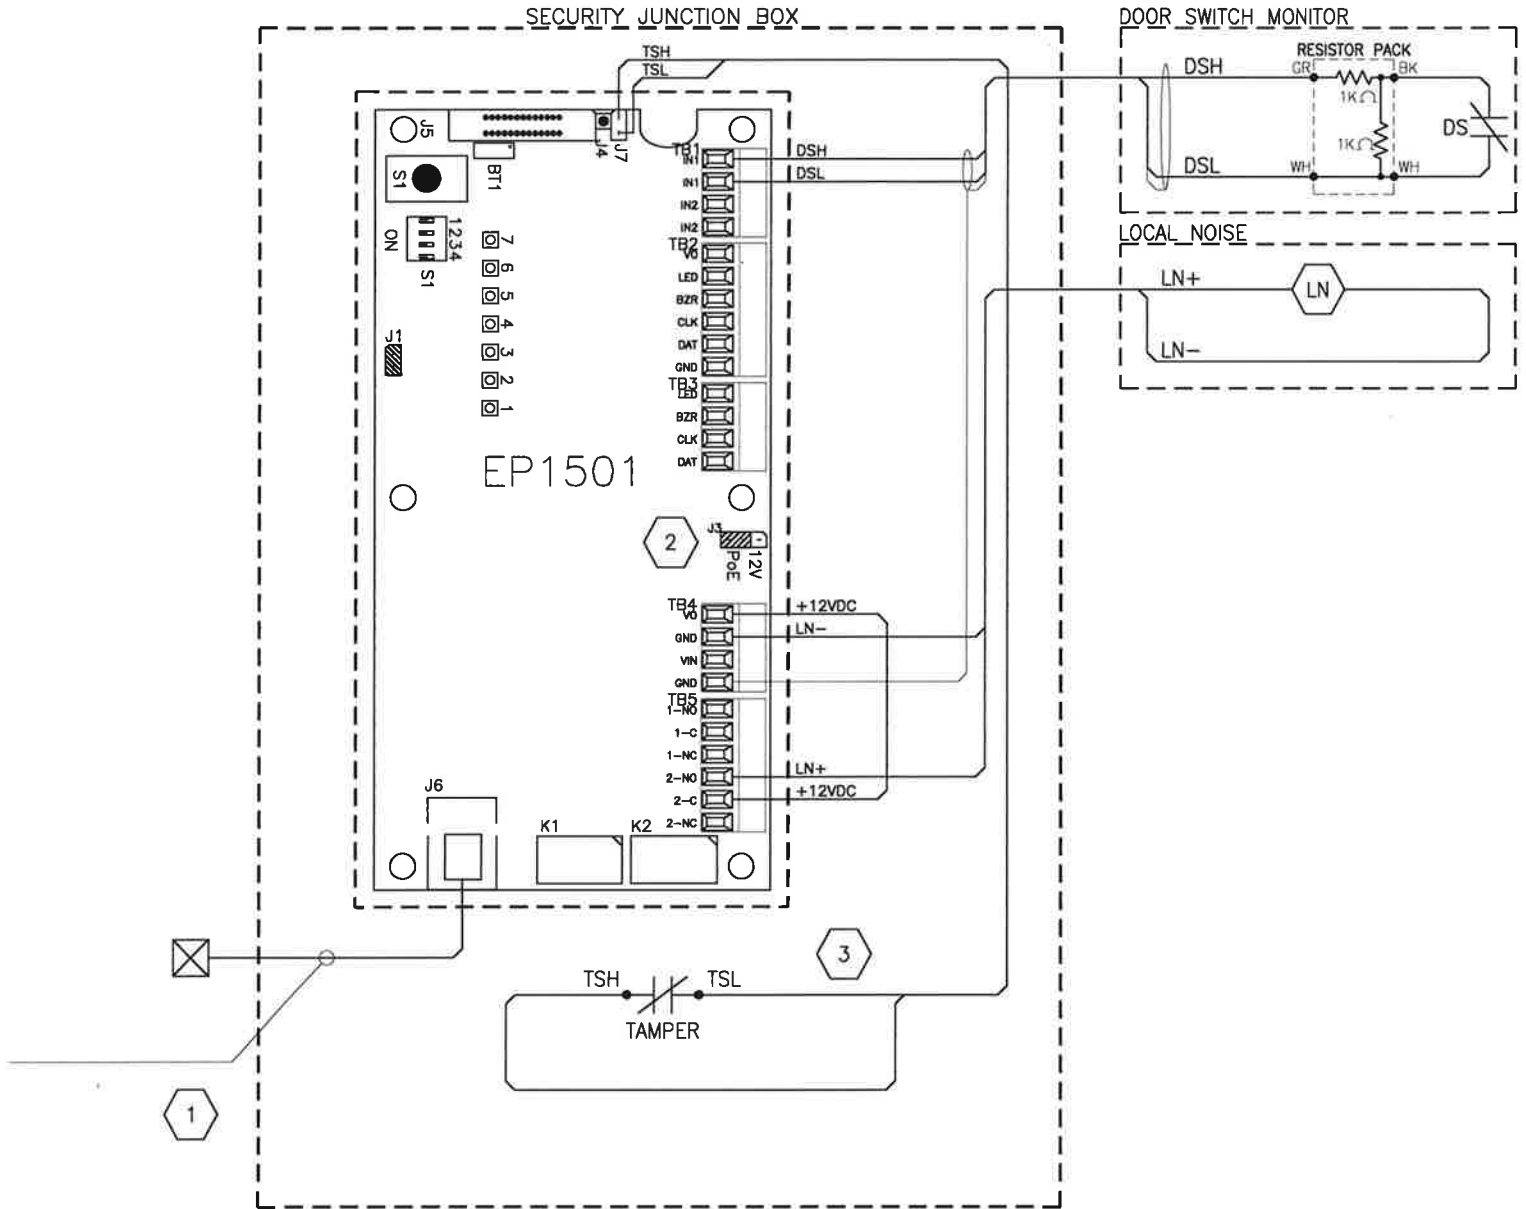 SECURITY JUNCTION BOX
DOOR SWITCH MONITOR
TSH
TSL
RESISTOR PACK
GR
BK
DSH
1KΩ
1KΩ
DS
DSL
WH
WH
LOCAL NOISE
LN+
LN
LN-
J5
J4
J7
BT1
S1
ON
1234
S1
J1
7
6
5
4
3
2
1
EP1501
TB1
IN1
DSH
IN1
DSL
IN2
IN2
TB2
VO
LED
BZR
CLK
DAT
GND
TB3
LED
BZR
CLK
DAT
2
J3
PoE
12V
TB4
VO
+12VDC
GND
LN-
VIN
GND
TB5
1-NO
1-C
1-NC
2-NO
LN+
2-C
+12VDC
2-NC
J6
K1
K2
3
TSH
TSL
TAMPER
1